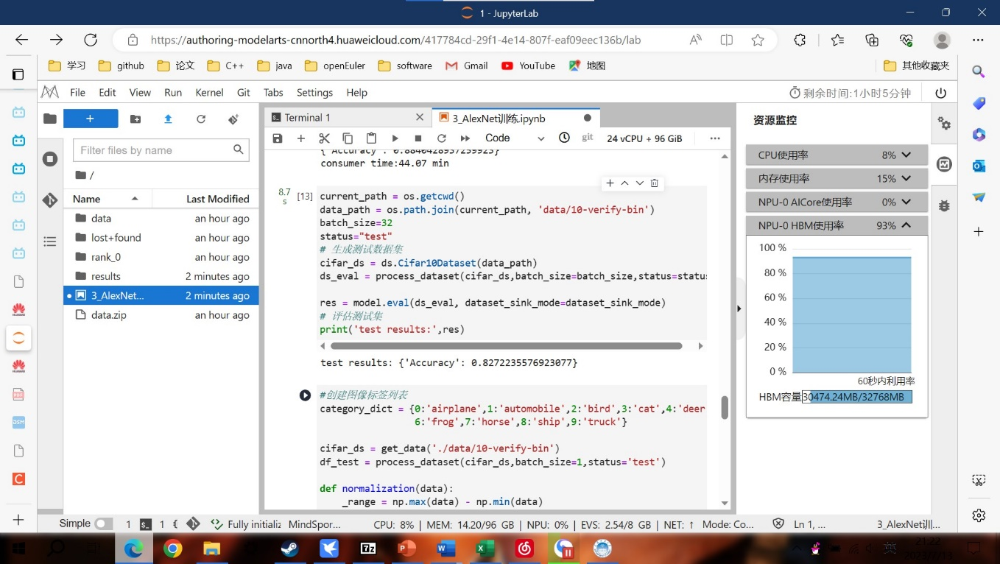 1 - JupyterLab
https://authoring-modelarts-cnnorth4.huaweicloud.com/417784cd-29f1-4e14-807f-eaf09eec136b/lab
学习 github 论文 C++ java openEuler software Gmail YouTube 地图 其他收藏夹
File Edit View Run Kernel Git Tabs Settings Help 剩余时间:1小时5分钟
Terminal 1 3_AlexNet训练.ipynb
Code git 24 vCPU + 96 GiB
Filter files by name
/
Name Last Modified
data an hour ago
lost+found an hour ago
rank_0 an hour ago
results 2 minutes ago
3_AlexNet... 2 minutes ago
data.zip an hour ago
consumer time:44.07 min
8.7 s
[13]
current_path = os.getcwd()
data_path = os.path.join(current_path, 'data/10-verify-bin')
batch_size=32
status="test"
# 生成测试数据集
cifar_ds = ds.Cifar10Dataset(data_path)
ds_eval = process_dataset(cifar_ds,batch_size=batch_size,status=status
res = model.eval(ds_eval, dataset_sink_mode=dataset_sink_mode)
# 评估测试集
print('test results:',res)
test results: {'Accuracy': 0.8272235576923077}
#创建图像标签列表
category_dict = {0:'airplane',1:'automobile',2:'bird',3:'cat',4:'deer
6:'frog',7:'horse',8:'ship',9:'truck'}
cifar_ds = get_data('./data/10-verify-bin')
df_test = process_dataset(cifar_ds,batch_size=1,status='test')
def normalization(data):
_range = np.max(data) - np.min(data)
资源监控
CPU使用率 8%
内存使用率 15%
NPU-0 AICore使用率 0%
NPU-0 HBM使用率 93%
100 %
80 %
60 %
40 %
20 %
0 %
60秒内利用率
HBM容量 30474.24MB/32768MB
Simple 1 1 Fully initializ MindSpor... CPU: 8% | MEM: 14.20/96 GB | NPU: 0% | EVS: 2.54/8 GB | NET: ↑ Mode: Co... Ln 1, ... 3_AlexNet训...
21:22